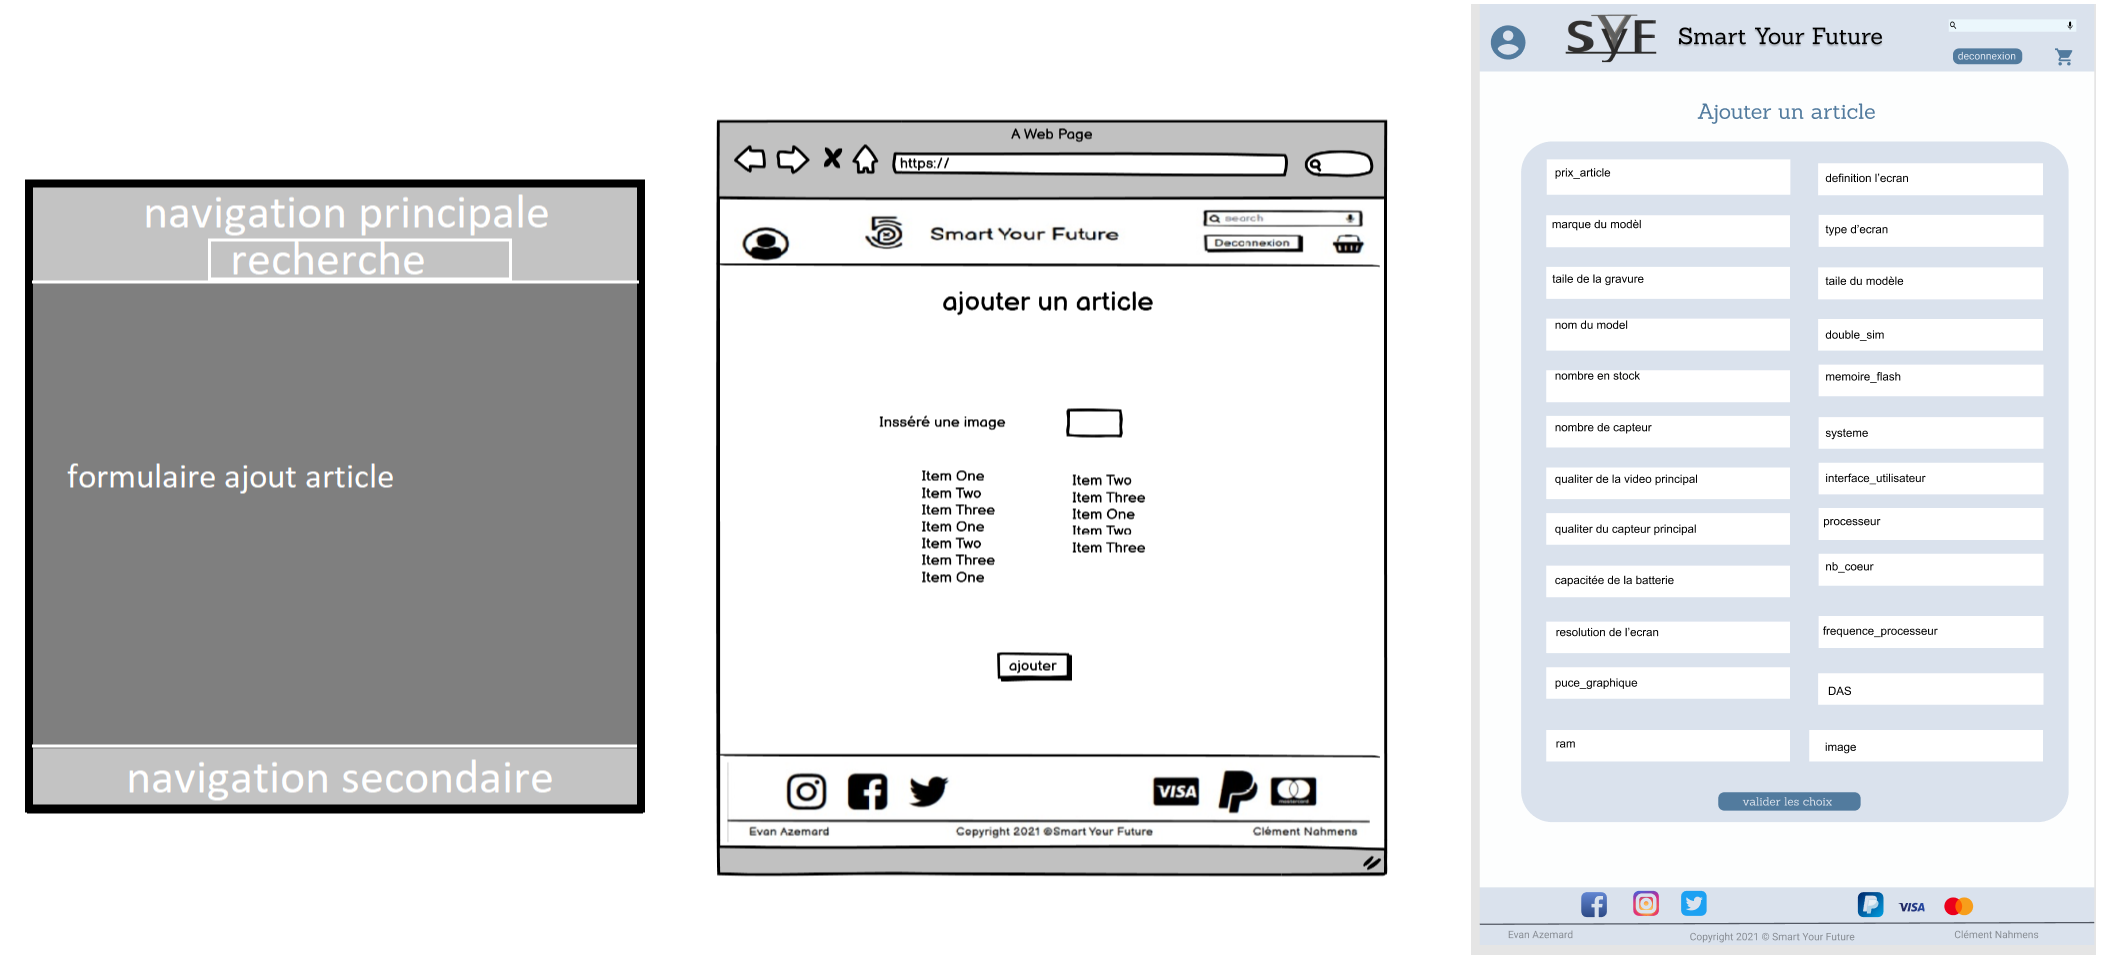 navigation principale
recherche
formulaire ajout article
navigation secondaire
A Web Page
https://
Smart Your Future
search
Deconnexion
ajouter un article
Insséré une image
Item One
Item Two
Item Three
Item One
Item Two
Item Three
Item One
Item Two
Item Three
Item One
Item Two
Item Three
ajouter
VISA
mastercard
Evan Azemard
Copyright 2021 ©Smart Your Future
Clément Nahmens
SYF
Smart Your Future
deconnexion
Ajouter un article
prix_article
marque du modèl
taile de la gravure
nom du model
nombre en stock
nombre de capteur
qualiter de la video principal
qualiter du capteur principal
capacitée de la batterie
resolution de l'ecran
puce_graphique
ram
definition l'ecran
type d'ecran
taile du modèle
double_sim
memoire_flash
systeme
interface_utilisateur
processeur
nb_coeur
frequence_processeur
DAS
image
valider les choix
VISA
Evan Azemard
Copyright 2021 © Smart Your Future
Clément Nahmens